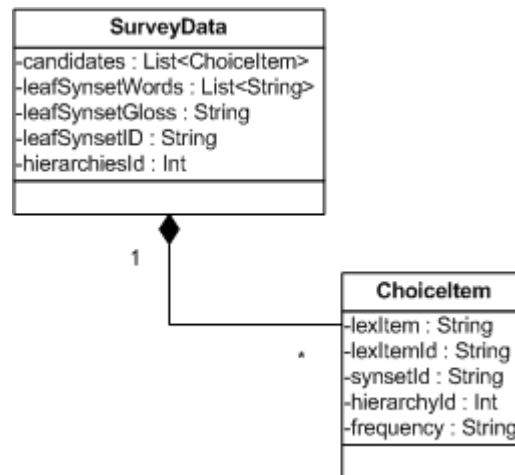 SurveyData
-candidates : List<ChoiceItem>
-leafSynsetWords : List<String>
-leafSynsetGloss : String
-leafSynsetID : String
-hierarchiesId : Int
1
ChoiceItem
-lexItem : String
-lexItemId : String
-synsetId : String
-hierarchyId : Int
-frequency : String
*